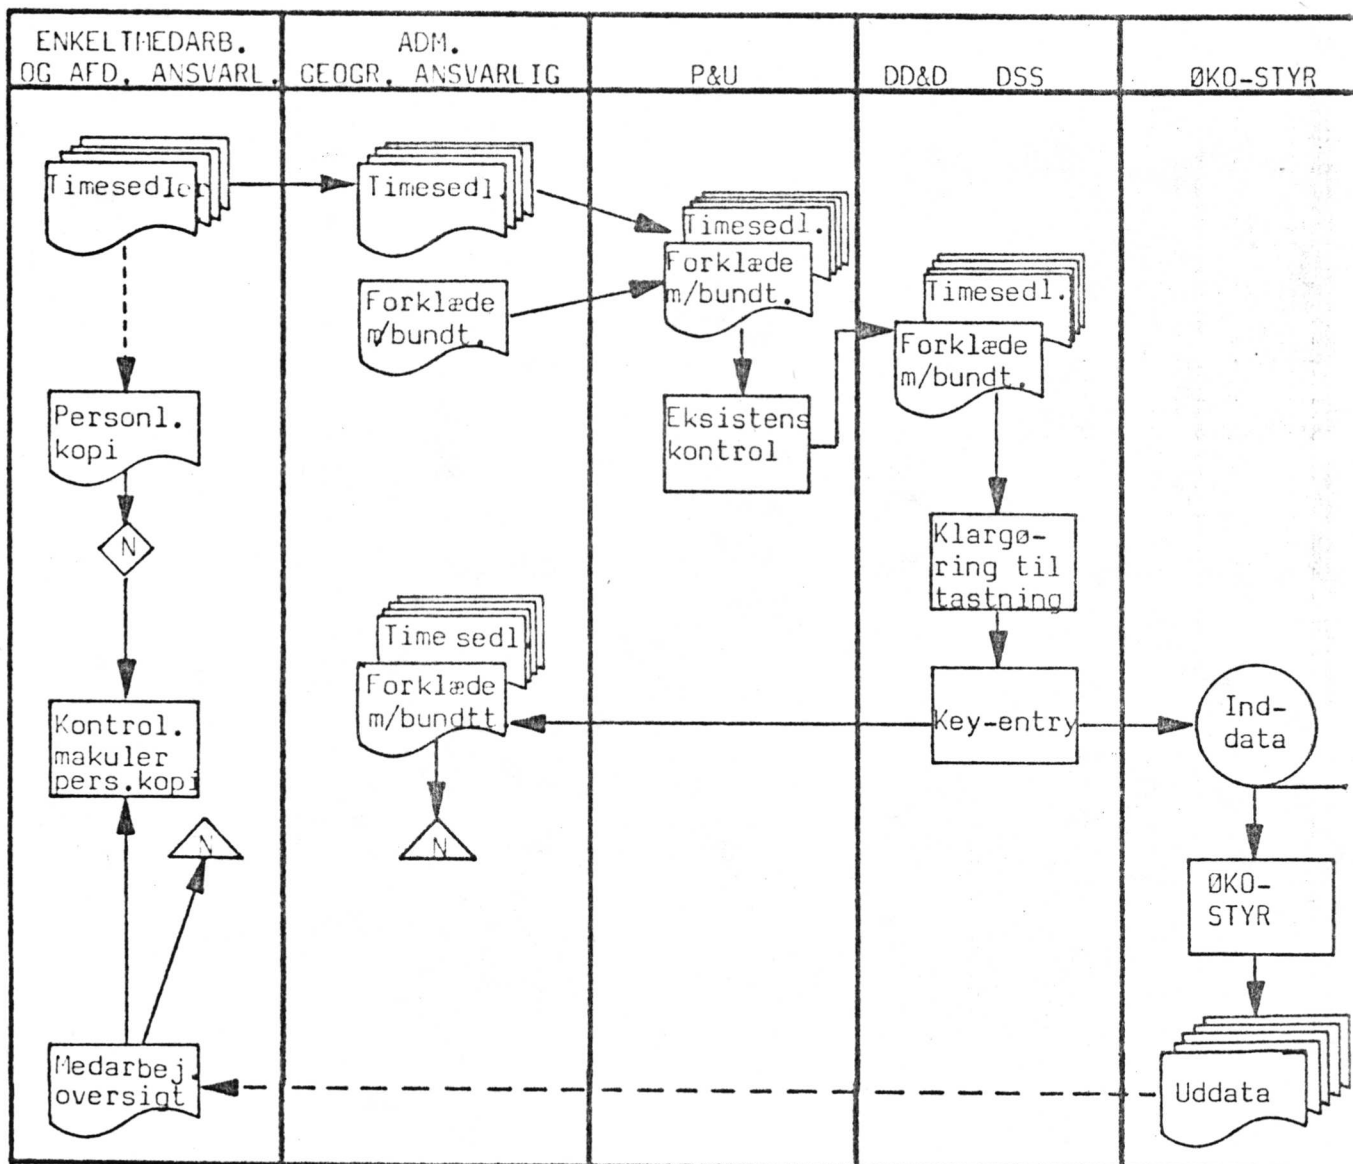 ENKELTMEDARB.
OG AFD. ANSVARL.
ADM.
GEOGR. ANSVARLIG
P&U
DD&D DSS
ØKO-STYR
Timesedler
Personl.
kopi
N
Kontrol.
makuler
pers.kopi
N
Medarbej.
oversigt
Timesedl.
Forklæde
m/bundt.
Timesedl.
Forklæde
m/bundtt.
N
Timesedl.
Forklæde
m/bundt.
Eksistens
kontrol
Timesedl.
Forklæde
m/bundt.
Klargø-
ring til
tastning
Key-entry
Ind-
data
ØKO-
STYR
Uddata